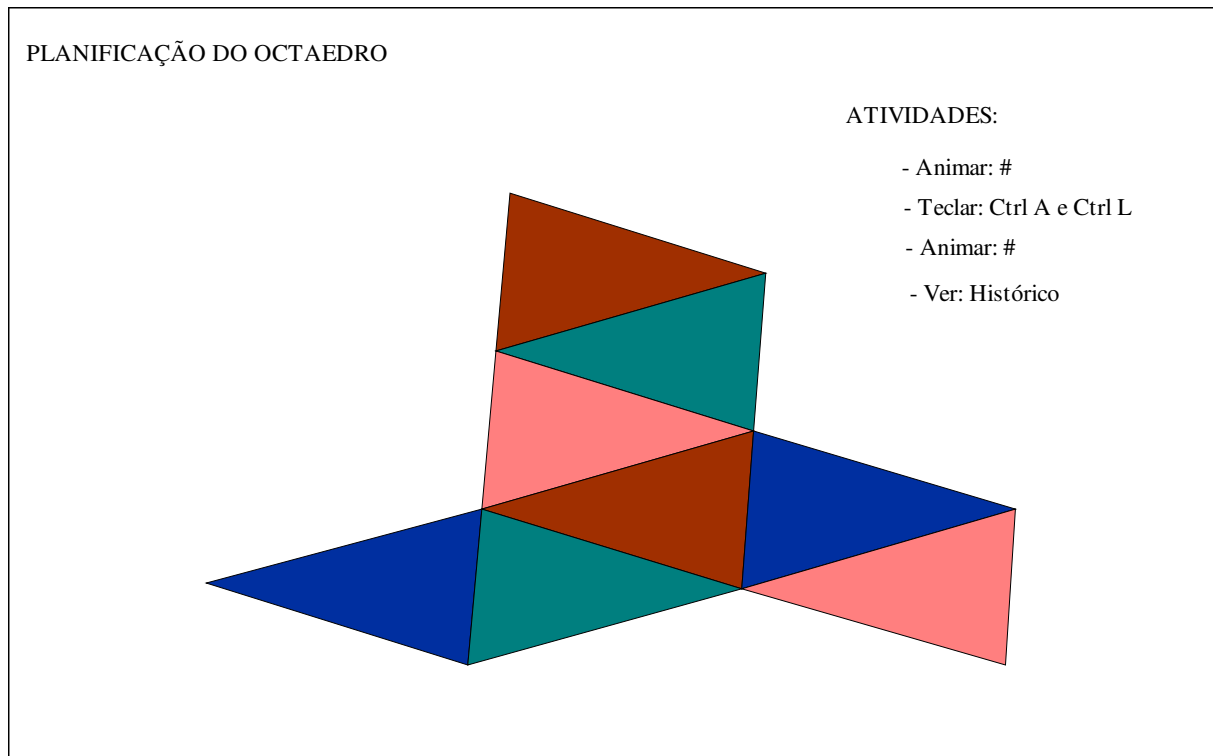 PLANIFICAÇÃO DO OCTAEDRO
ATIVIDADES:
- Animar: #
- Teclar: Ctrl A e Ctrl L
- Animar: #
- Ver: Histórico